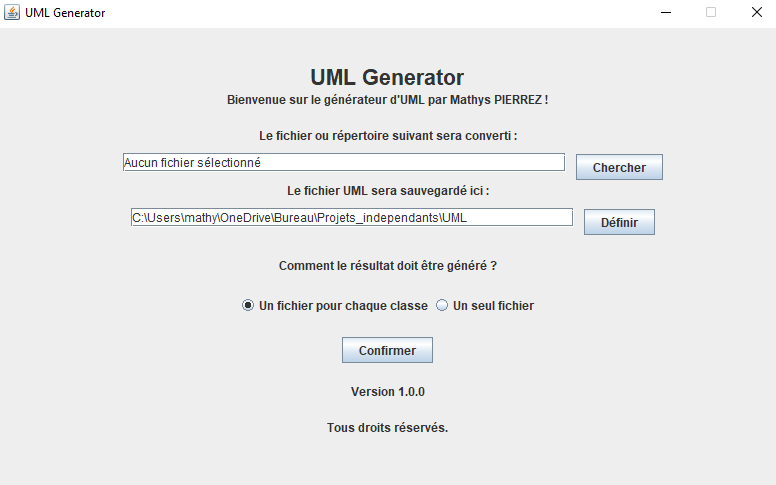 UML Generator
UML Generator
Bienvenue sur le générateur d'UML par Mathys PIERREZ !
Le fichier ou répertoire suivant sera converti :
Aucun fichier sélectionné
Chercher
Le fichier UML sera sauvegardé ici :
C:\Users\mathy\OneDrive\Bureau\Projets_independants\UML
Définir
Comment le résultat doit être généré ?
Un fichier pour chaque classe Un seul fichier
Confirmer
Version 1.0.0
Tous droits réservés.